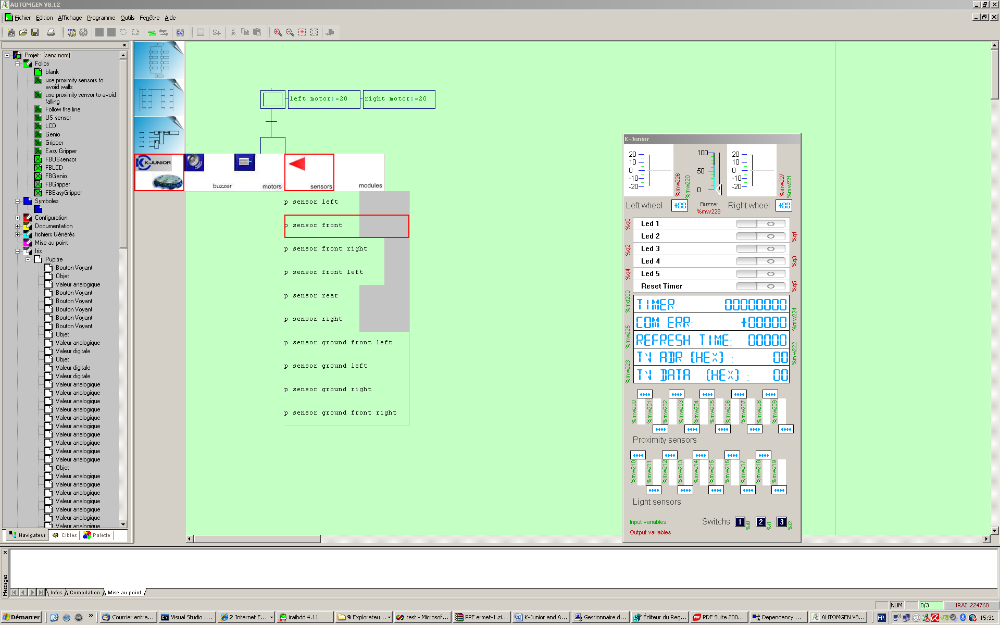 AUTOMGEN V8.12
Fichier Edition Affichage Programme Outils Fenêtre Aide
Projet : (sans nom)
Folios
blank
use proximity sensors to
avoid walls
use proximity sensor to avoid
falling
Follow the line
US sensor
LCD
Genio
Gripper
Easy Gripper
FBUSsensor
FBLCD
FBGenio
FBGripper
FBEasyGripper
Symboles
Configuration
Documentation
fichiers Générés
Mise au point
Iris
Pupitre
Bouton Voyant
Objet
Valeur analogique
Bouton Voyant
Bouton Voyant
Bouton Voyant
Bouton Voyant
Bouton Voyant
Objet
Valeur analogique
Valeur digitale
Objet
Valeur digitale
Valeur digitale
Valeur analogique
Valeur analogique
Valeur analogique
Valeur analogique
Valeur analogique
Valeur analogique
Valeur analogique
Valeur analogique
Valeur analogique
Valeur analogique
Objet
Valeur analogique
Valeur analogique
Valeur analogique
Valeur analogique
Valeur analogique
Valeur analogique
Valeur analogique
Navigateur Cibles Palette
left motor:=20 right motor:=20
K-JUNIOR
buzzer motors sensors modules
p sensor left
p sensor front
p sensor front right
p sensor front left
p sensor rear
p sensor right
p sensor ground front left
p sensor ground left
p sensor ground right
p sensor ground front right
K-Junior
20 10 0 -10 -20
%mw226 %mw220
100 50 0
20 10 0 -10 -20
%mw227 %mw221
Left wheel +00 Buzzer %mw228 Right wheel +00
%q0 Led 1
Led 2 %q1
%q2 Led 3
Led 4 %q3
%q4 Led 5
Reset Timer %q5
%md200 TIMER: 00000000
COM ERR: +00000 %mw224
%mw225 REFRESH TIME: 00000
TV ADR (HEX) : 00 %mw222
%mw223 TV DATA (HEX) : 00
%mw200 %mw201 %mw202 %mw203 %mw204 %mw205 %mw206 %mw207 %mw208 %mw209
Proximity sensors
%mw210 %mw211 %mw212 %mw213 %mw214 %mw215 %mw216 %mw217 %mw218 %mw219
Light sensors
Input variables
Output variables
Switchs 1 %i0 2 %i1 3 %i2
Messages
Infos Compilation Mise au point
NUM 0/3 IRAI 224760
Démarrer » Courrier entra... Visual Studio .... 2 Internet E... iraibdd 4.11 9 Explorateu... test - Microsof... PPE ermet-1.zi... K-Junior and A... Gestionnaire d... Éditeur du Reg... PDF Suite 200... Dependency ... AUTOMGEN V8... FR 15:31